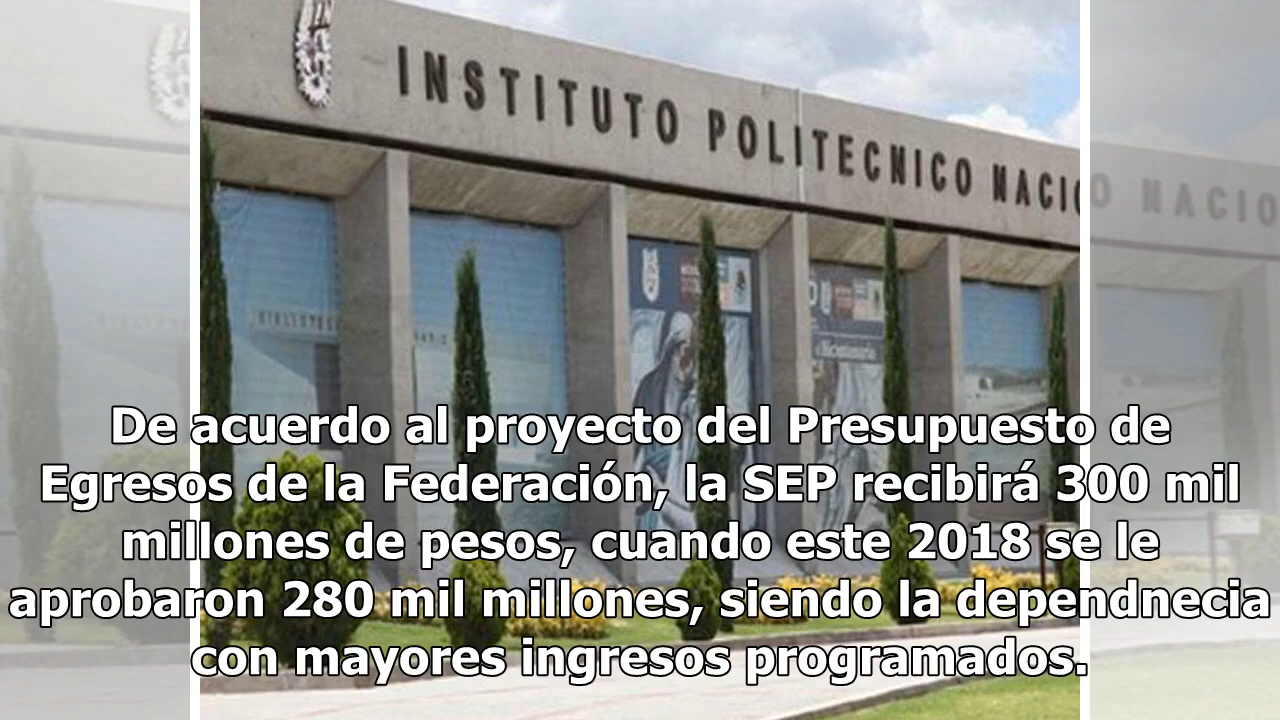 INSTITUTO POLITECNICO NACIO
O NACIO
BIBLIOTEC
De acuerdo al proyecto del Presupuesto de
Egresos de la Federación, la SEP recibirá 300 mil
millones de pesos, cuando este 2018 se le
aprobaron 280 mil millones, siendo la dependnecia
con mayores ingresos programados.